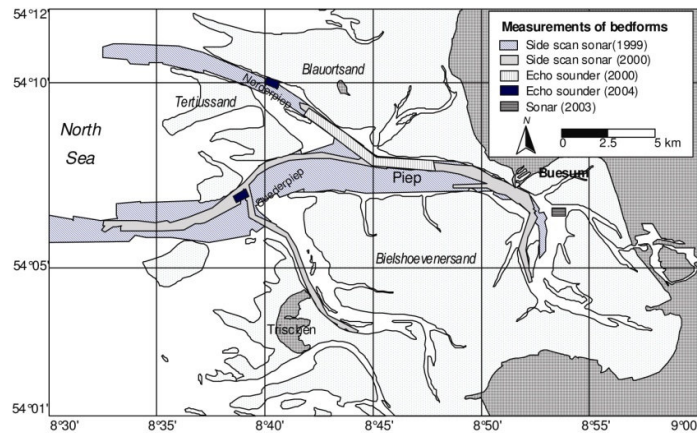 54°12'
54°10'
54°05'
54°01'
8°30'
8°35'
8°40'
8°45'
8°50'
8°55'
9°00'
Measurements of bedforms
Side scan sonar(1999)
Side scan sonar (2000)
Echo sounder (2000)
Echo sounder (2004)
Sonar (2003)
N
0 2.5 5 km
North
Sea
Tertiussand
Blauortsand
Norderpiep
Suederpiep
Piep
Buesum
Bielshoevenersand
Trischen